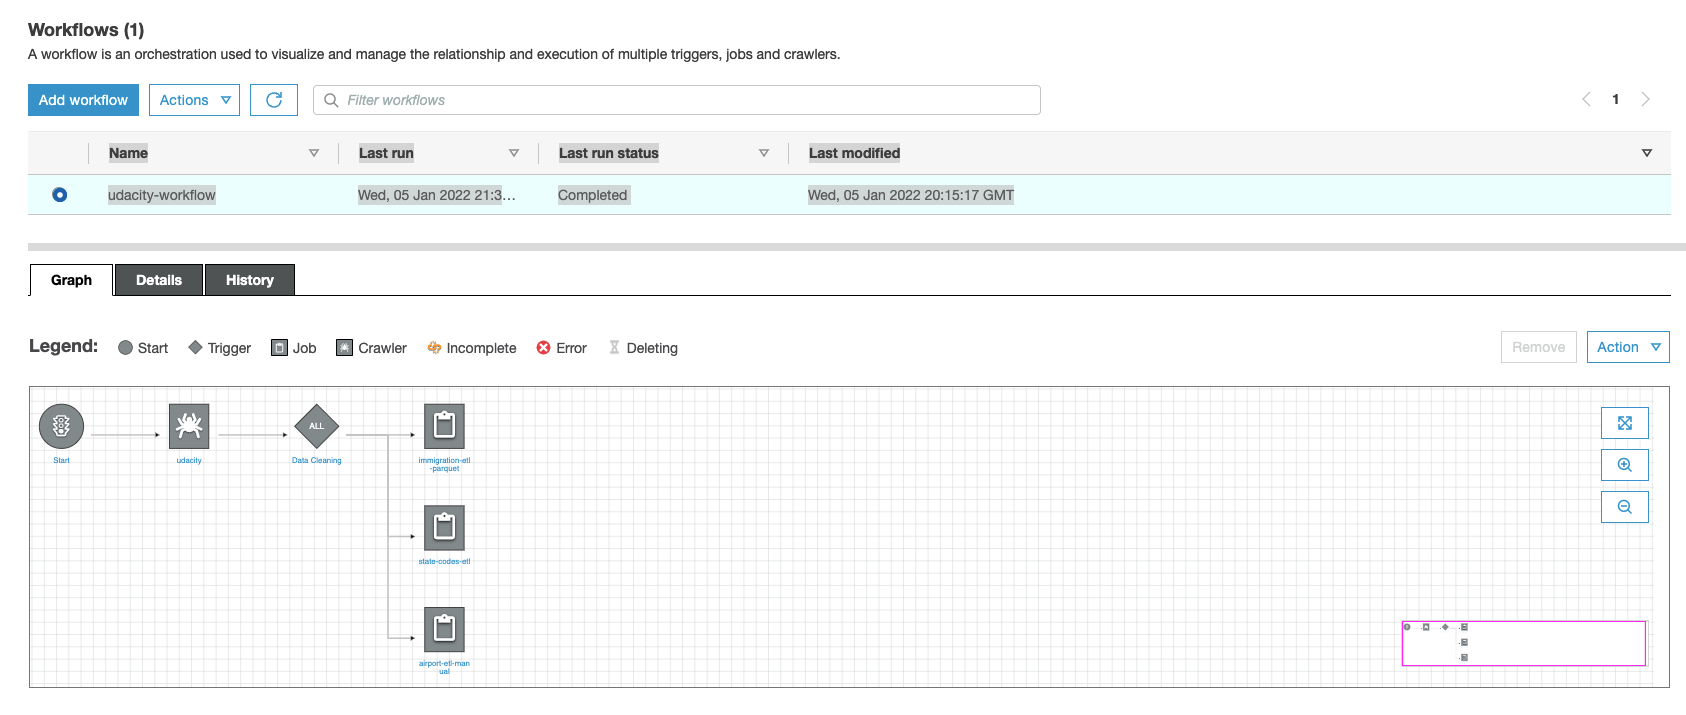 Workflows (1)
A workflow is an orchestration used to visualize and manage the relationship and execution of multiple triggers, jobs and crawlers.
Add workflow Actions Filter workflows 1
Name Last run Last run status Last modified
udacity-workflow Wed, 05 Jan 2022 21:3... Completed Wed, 05 Jan 2022 20:15:17 GMT
Graph Details History
Legend: Start Trigger Job Crawler Incomplete Error Deleting Remove Action
ALL
Start udacity Data Cleaning immigration-etl
-parquet
state-codes-etl
airport-etl-man
ual